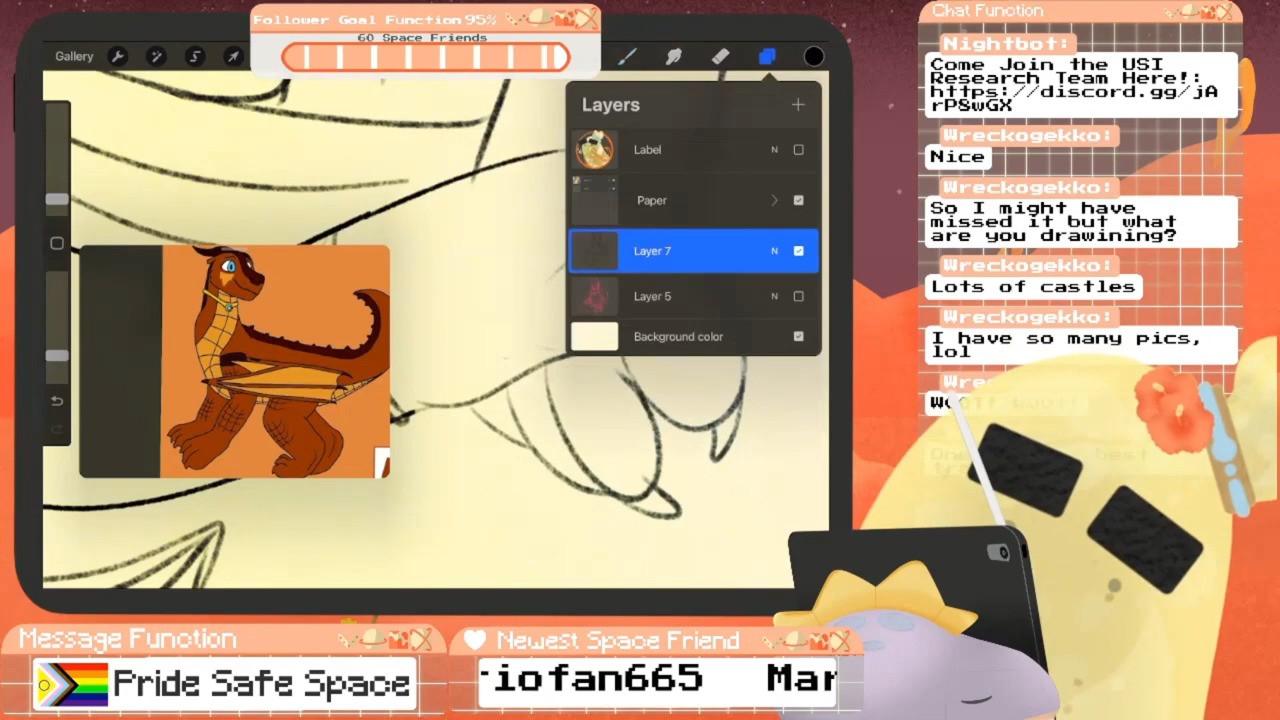 Follower Goal Function 95%
60 Space Friends
Gallery
Layers
Label
N
Paper
Layer 7
N
Layer 5
N
Background color
Chat Function
Nightbot:
Come Join the USI
Research Team Here!:
https://discord.gg/jA
rP8wGX
Wreckogekko:
Nice
Wreckogekko:
So I might have
missed it but what
are you drawining?
Wreckogekko:
Lots of castles
Wreckogekko:
I have so many pics,
lol
Message Function
Pride Safe Space
Newest Space Friend
iofan665 Mar